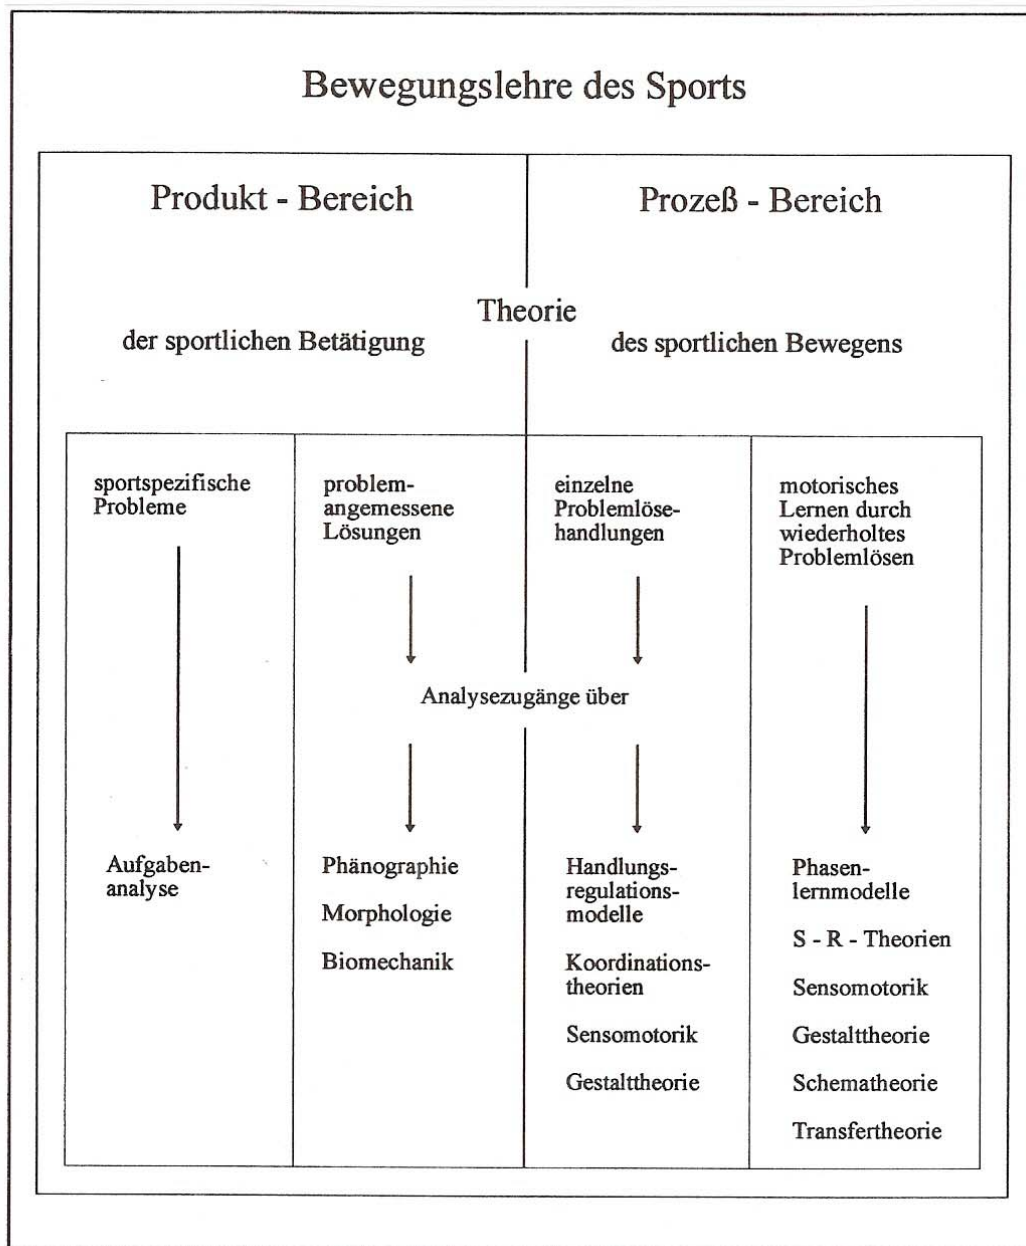 Bewegungslehre des Sports
Produkt - Bereich
Prozeß - Bereich
Theorie
der sportlichen Betätigung
des sportlichen Bewegens
sportspezifische
Probleme
problem-
angemessene
Lösungen
einzelne
Problemlöse-
handlungen
motorisches
Lernen durch
wiederholtes
Problemlösen
Analysezugänge über
Aufgaben-
analyse
Phänographie
Morphologie
Biomechanik
Handlungs-
regulations-
modelle
Koordinations-
theorien
Sensomotorik
Gestalttheorie
Phasen-
lernmodelle
S - R - Theorien
Sensomotorik
Gestalttheorie
Schematheorie
Transfertheorie